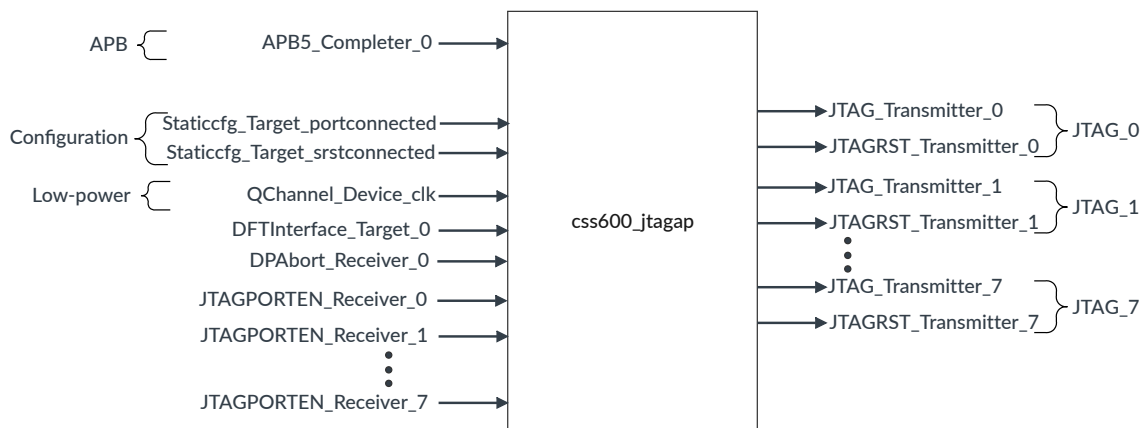 APB
APB5_Completer_0
Configuration
Staticcfg_Target_portconnected
Staticcfg_Target_srstconnected
Low-power
QChannel_Device_clk
DFTInterface_Target_0
DPAbort_Receiver_0
JTAGPORTEN_Receiver_0
JTAGPORTEN_Receiver_1
JTAGPORTEN_Receiver_7
css600_jtagap
JTAG_Transmitter_0
JTAGRST_Transmitter_0
JTAG_0
JTAG_Transmitter_1
JTAGRST_Transmitter_1
JTAG_1
JTAG_Transmitter_7
JTAGRST_Transmitter_7
JTAG_7